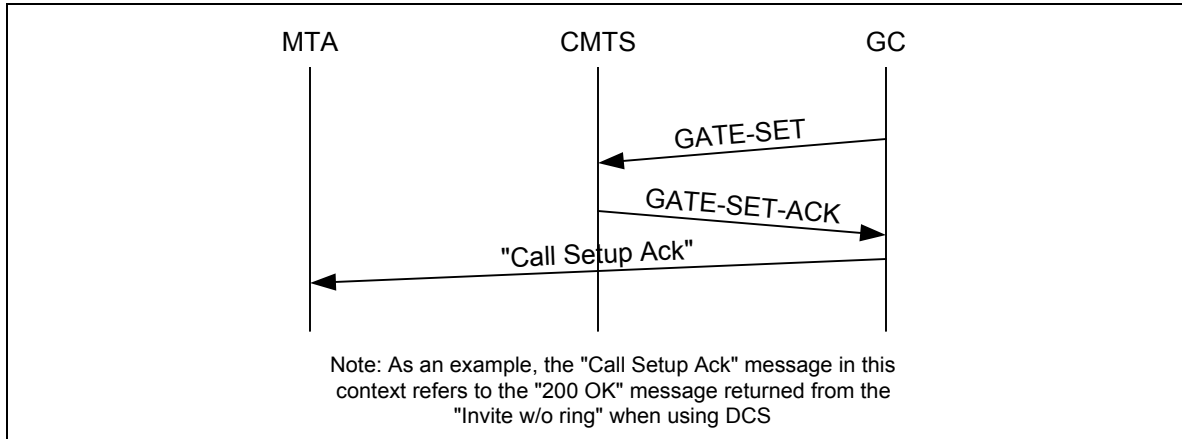 MTA CMTS GC
GATE-SET
GATE-SET-ACK
"Call Setup Ack"
Note: As an example, the "Call Setup Ack" message in this
context refers to the "200 OK" message returned from the
"Invite w/o ring" when using DCS